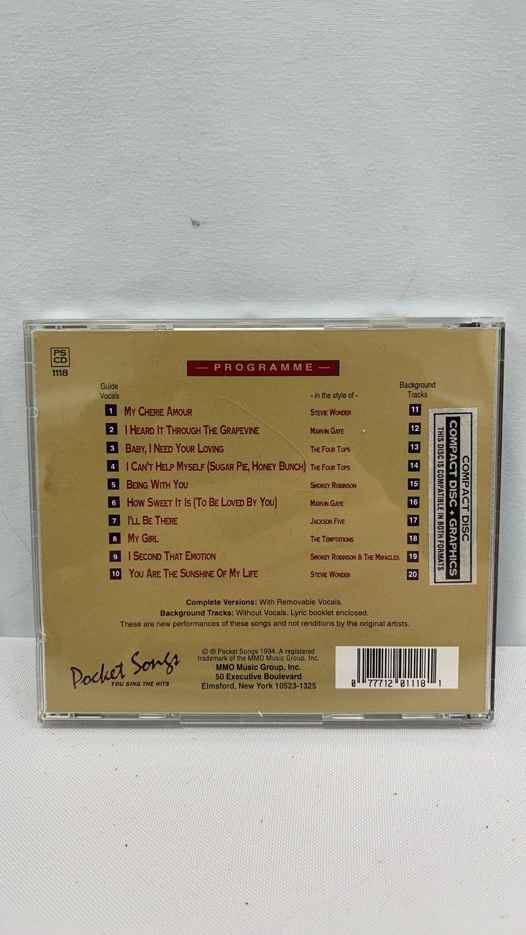 PS
CD
1118
— PROGRAMME —
Guide
Vocals
- in the style of -
Background
Tracks
1 MY CHERIE AMOUR STEVIE WONDER 11
2 I HEARD IT THROUGH THE GRAPEVINE MARVIN GAYE 12
3 BABY, I NEED YOUR LOVING THE FOUR TOPS 13
4 I CAN'T HELP MYSELF (SUGAR PIE, HONEY BUNCH) THE FOUR TOPS 14
5 BEING WITH YOU SMOKEY ROBINSON 15
6 HOW SWEET IT IS (TO BE LOVED BY YOU) MARVIN GAYE 16
7 I'LL BE THERE JACKSON FIVE 17
8 MY GIRL THE TEMPTATIONS 18
9 I SECOND THAT EMOTION SMOKEY ROBINSON & THE MIRACLES 19
10 YOU ARE THE SUNSHINE OF MY LIFE STEVIE WONDER 20
COMPACT DISC
COMPACT DISC + GRAPHICS
THIS DISC IS COMPATIBLE IN BOTH FORMATS
Complete Versions: With Removable Vocals.
Background Tracks: Without Vocals. Lyric booklet enclosed.
These are new performances of these songs and not renditions by the original artists.
Pocket Songs
YOU SING THE HITS
© ℗ Pocket Songs 1994. A registered
trademark of the MMO Music Group, Inc.
MMO Music Group, Inc.
50 Executive Boulevard
Elmsford, New York 10523-1325
0 77712 01118 1